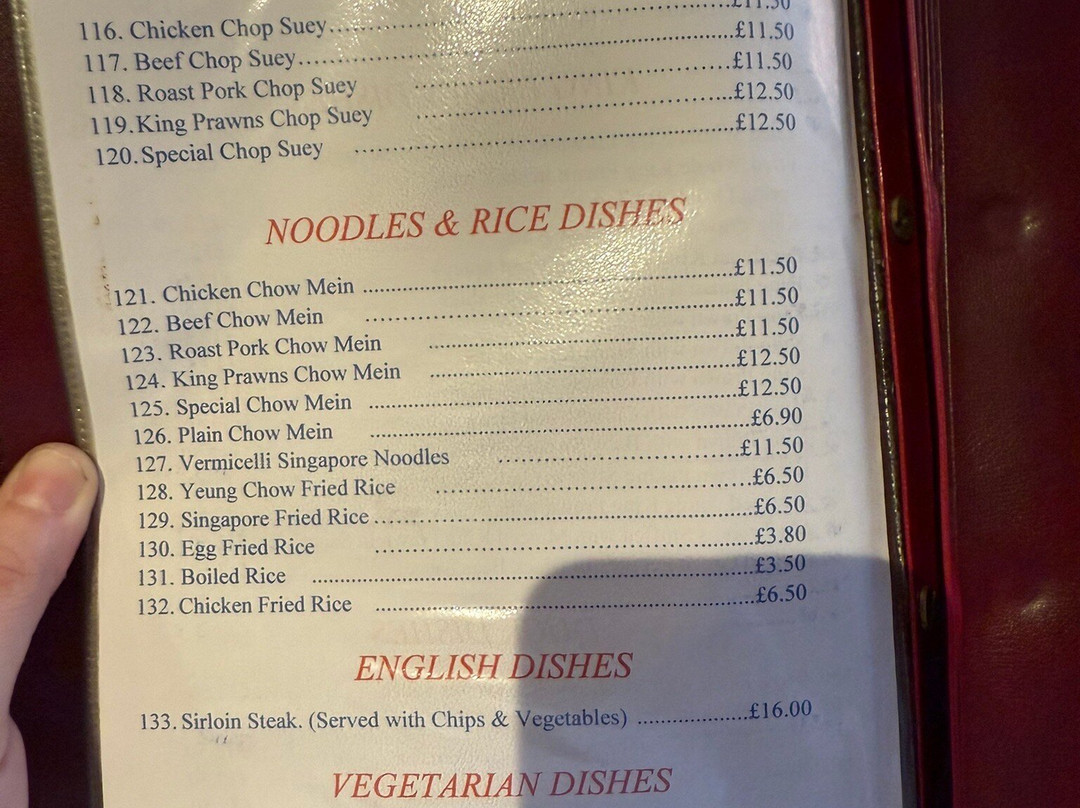 116. Chicken Chop Suey....................£11.50
117. Beef Chop Suey....................£11.50
118. Roast Pork Chop Suey ....................£11.50
119.King Prawns Chop Suey ....................£12.50
120.Special Chop Suey ....................£12.50
NOODLES & RICE DISHES
121. Chicken Chow Mein ....................£11.50
122. Beef Chow Mein ....................£11.50
123. Roast Pork Chow Mein ....................£11.50
124. King Prawns Chow Mein ....................£12.50
125. Special Chow Mein ....................£12.50
126. Plain Chow Mein ....................£6.90
127. Vermicelli Singapore Noodles ....................£11.50
128. Yeung Chow Fried Rice ....................£6.50
129. Singapore Fried Rice....................£6.50
130. Egg Fried Rice ....................£3.80
131. Boiled Rice ....................£3.50
132. Chicken Fried Rice ....................£6.50
ENGLISH DISHES
133. Sirloin Steak. (Served with Chips & Vegetables) ....................£16.00
VEGETARIAN DISHES